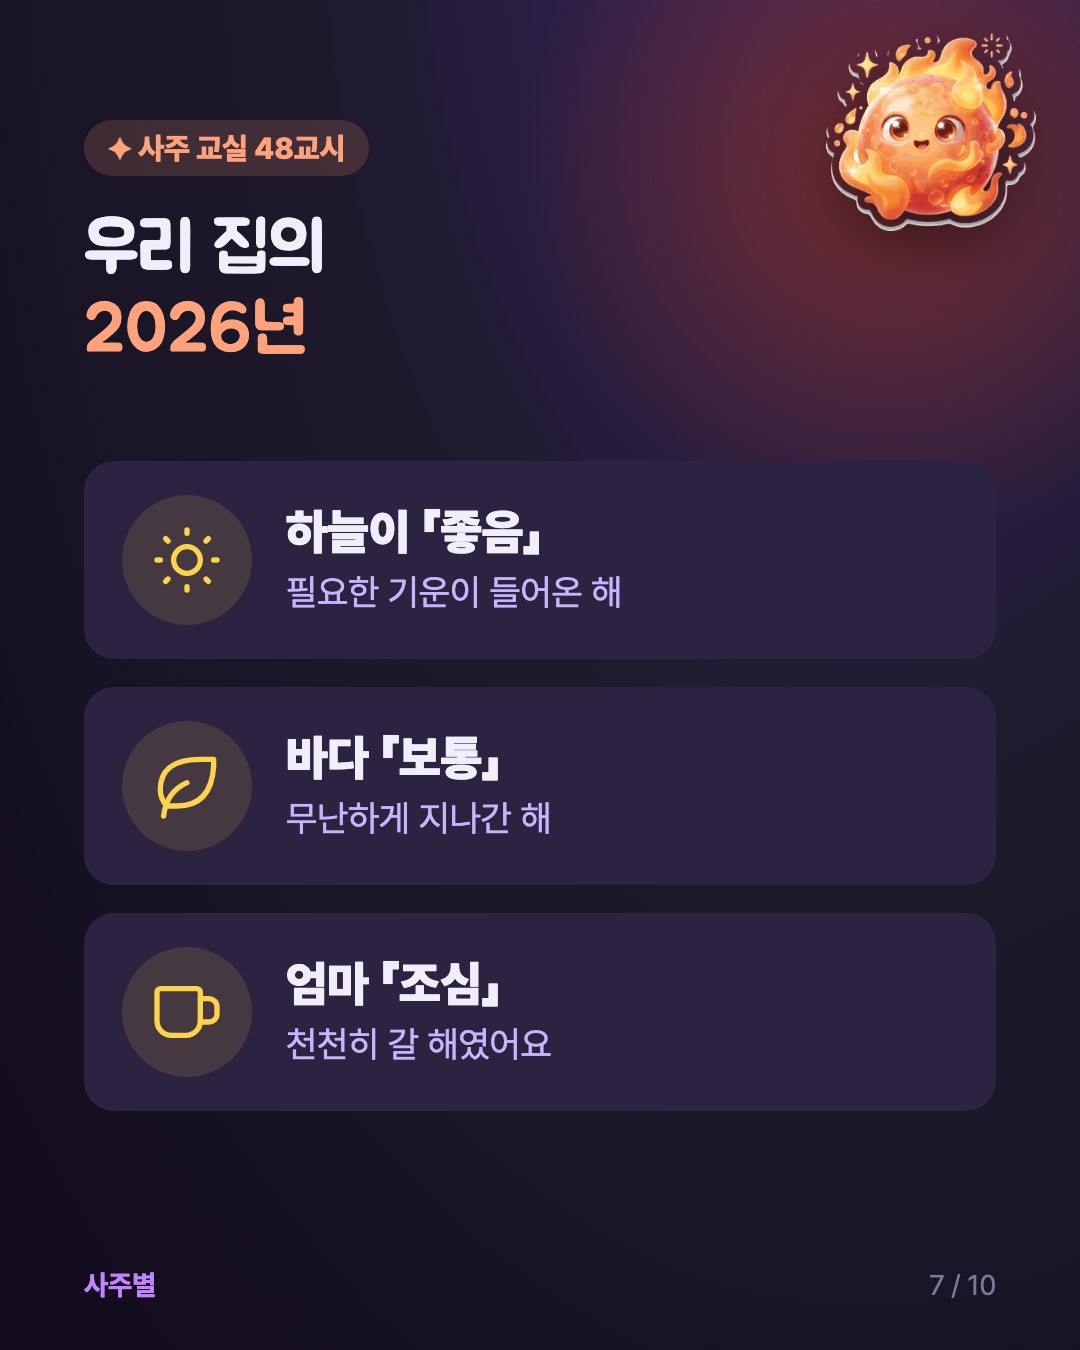 ✦ 사주 교실 48교시
우리 집의
2026년
하늘이 「좋음」
필요한 기운이 들어온 해
바다 「보통」
무난하게 지나간 해
엄마 「조심」
천천히 갈 해였어요
사주별
7 / 10